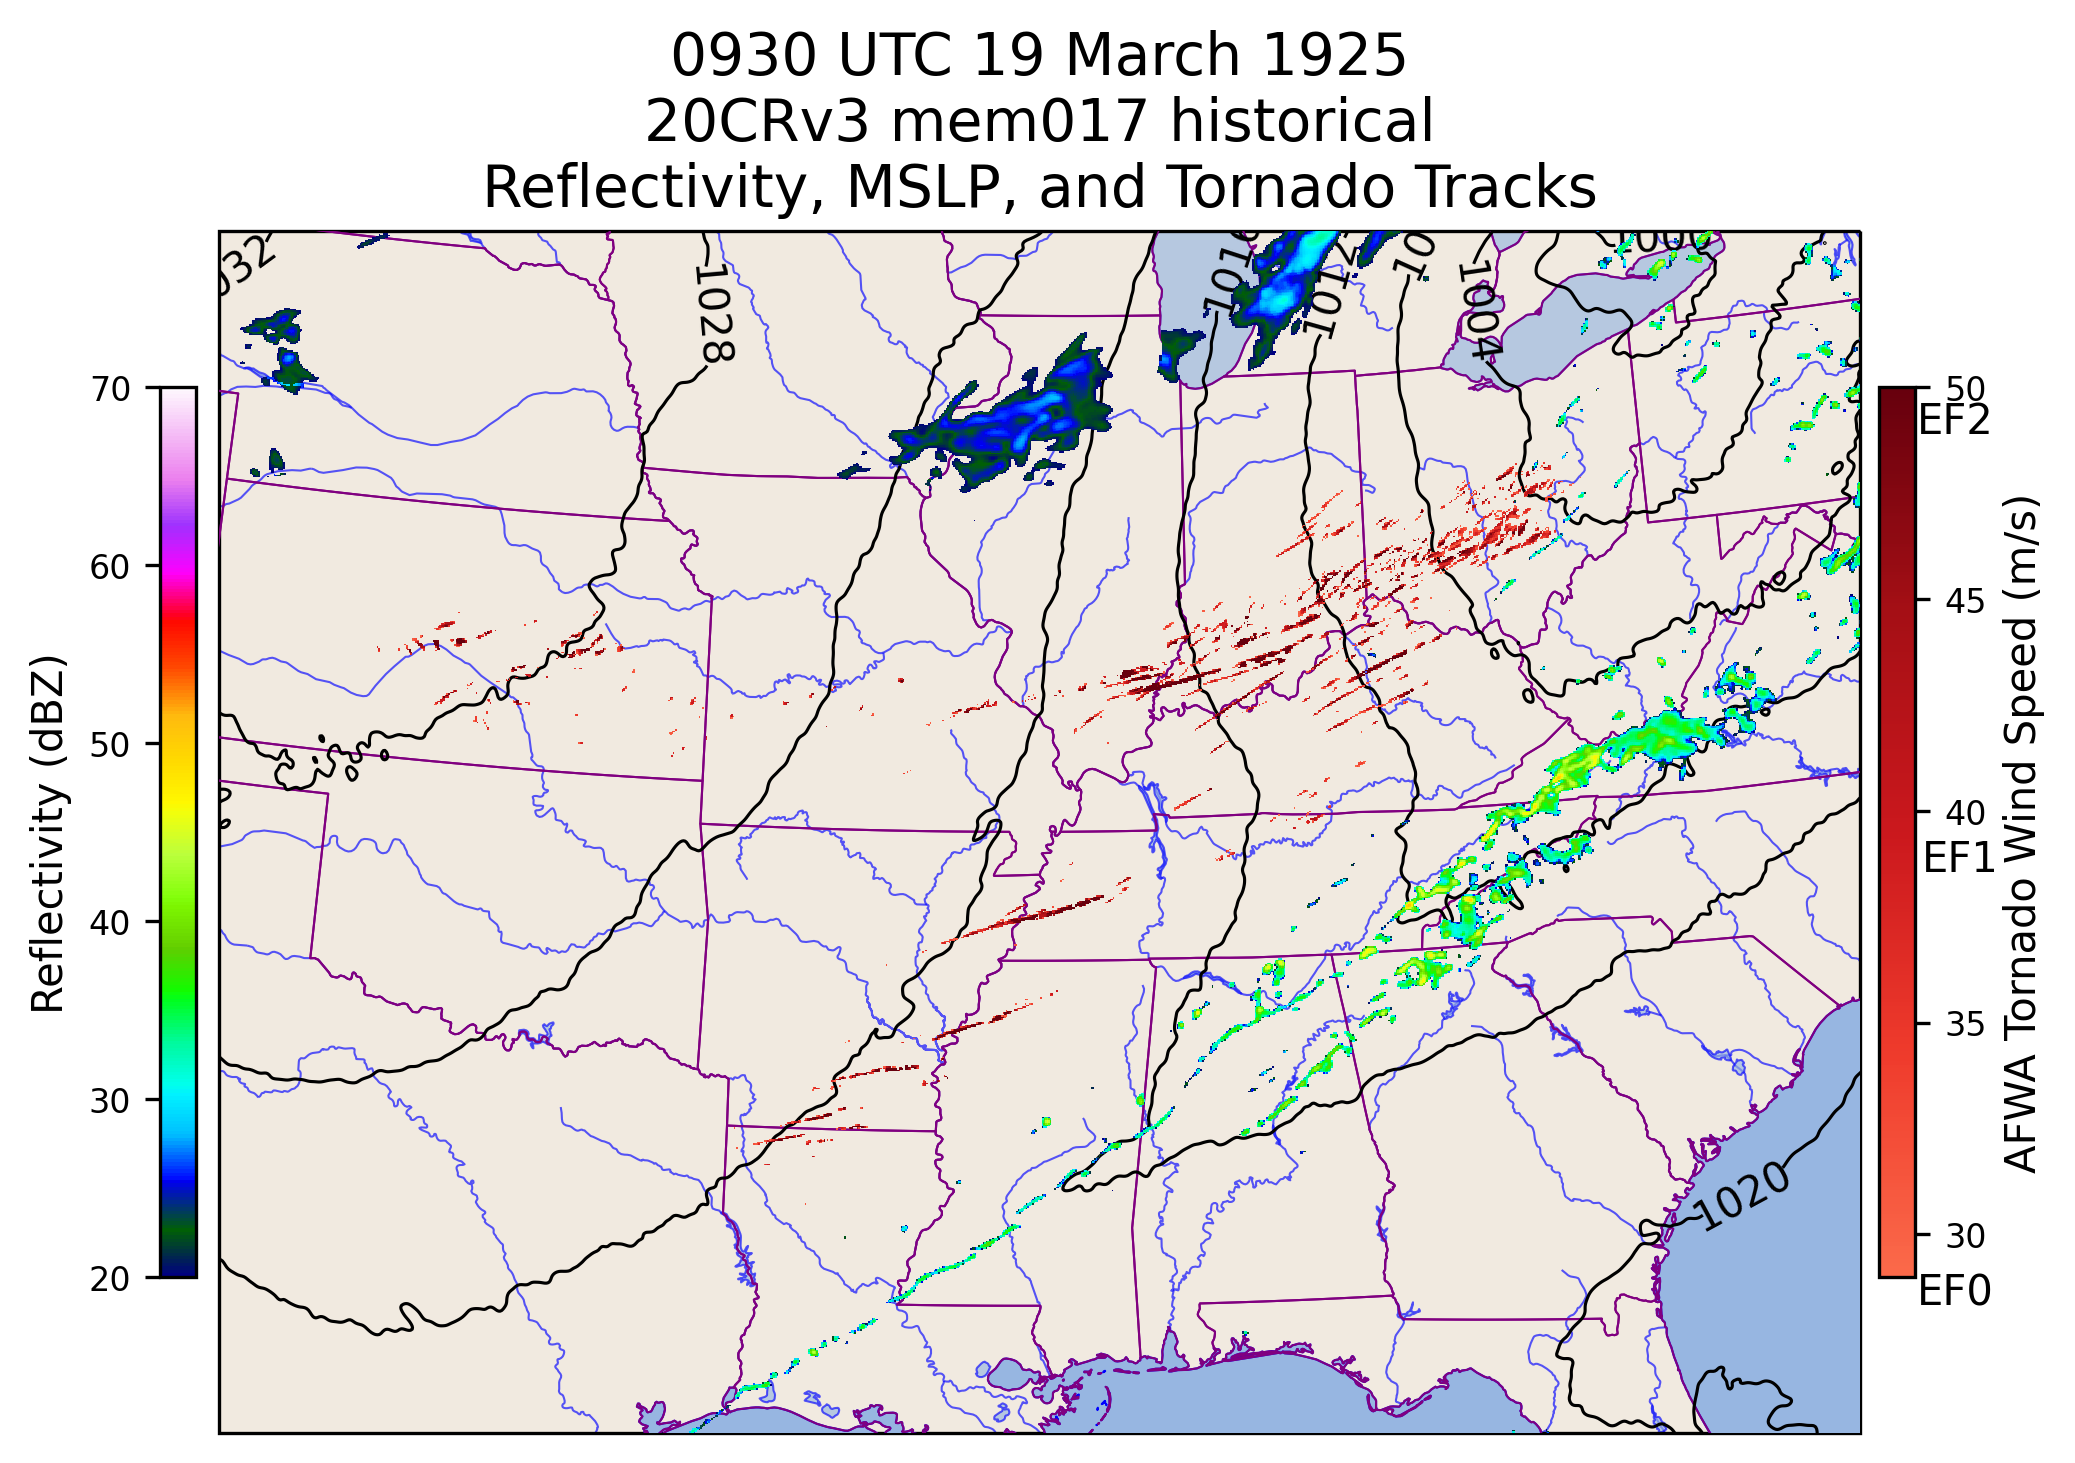 0930 UTC 19 March 1925
20CRv3 mem017 historical
Reflectivity, MSLP, and Tornado Tracks
032
1028
1016
1012
10
1004
1000
1020
Reflectivity (dBZ)
70
60
50
40
30
20
50
EF2
45
40
EF1
35
30
EF0
AFWA Tornado Wind Speed (m/s)